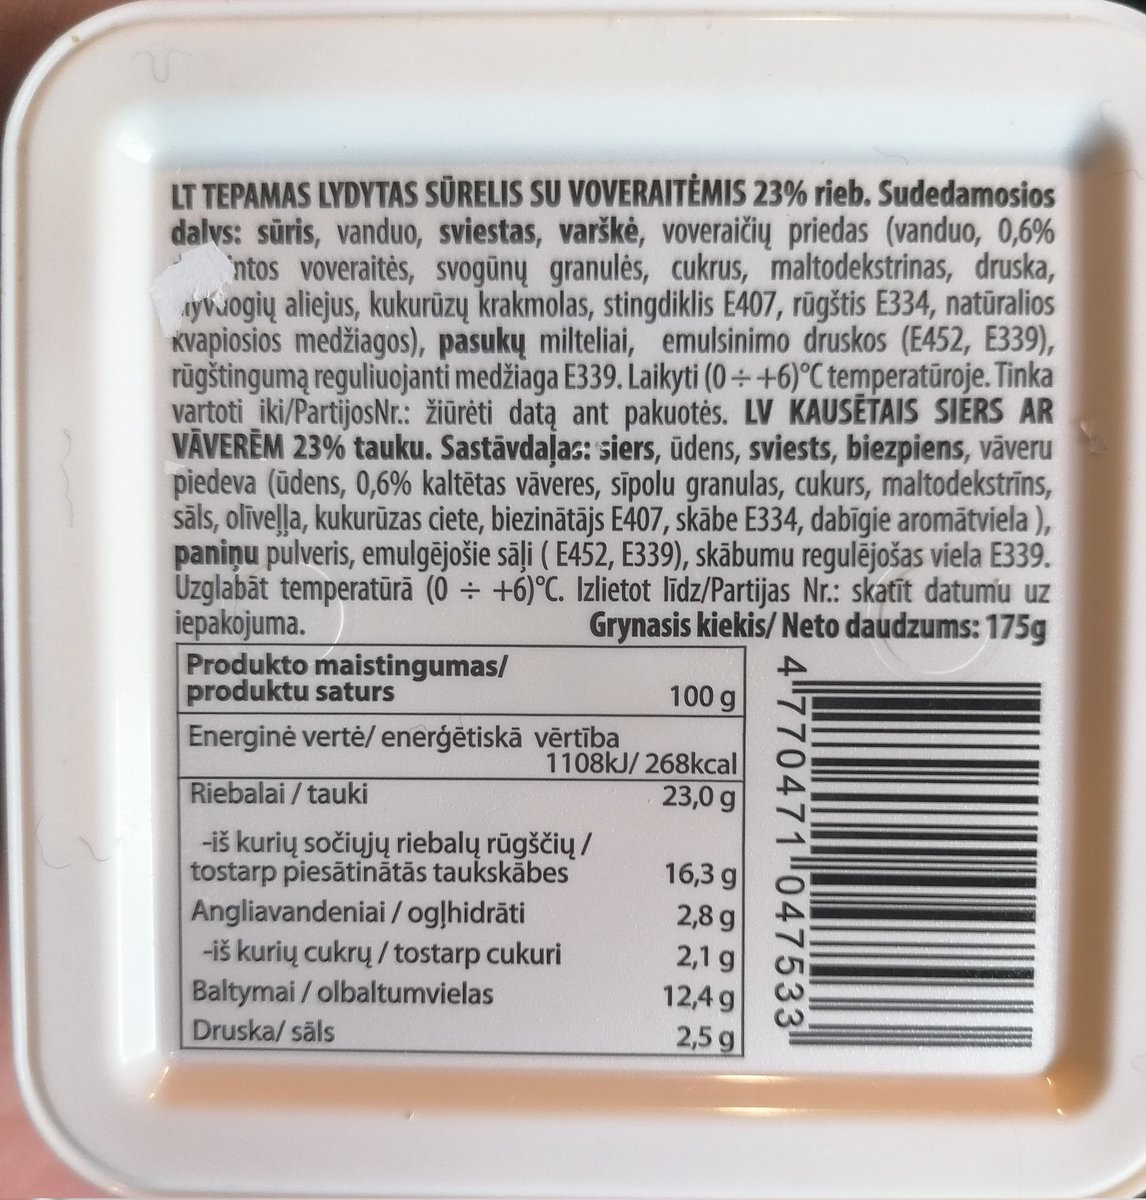 LT TEPAMAS LYDYTAS SŪRELIS SU VOVERAITĖMIS 23% rieb. Sudedamosios
dalys: sūris, vanduo, sviestas, varškė, voveraičių priedas (vanduo, 0,6%
voveraitės, svogūnų granulės, cukrus, maltodekstrinas, druska,
aliejus, kukurūzų krakmolas, stingdiklis E407, rūgštis E334, natūralios
kvapiosios medžiagos), pasukų milteliai, emulsinimo druskos (E452, E339),
rūgštingumą reguliuojanti medžiaga E339. Laikyti (0 ÷ +6)°C temperatūroje. Tinka
vartoti iki/PartijosNr.: žiūrėti datą ant pakuotės. LV KAUSĒTAIS SIERS AR
VĀVERĒM 23% tauku. Sastāvdaļas: siers, ūdens, sviests, biezpiens, vāveru
piedeva (ūdens, 0,6% kaltētas vāveres, sīpolu granulas, cukurs, maltodekstrīns,
sāls, olīveļļa, kukurūzas ciete, biezinātājs E407, skābe E334, dabīgie aromātviela ),
paniņu pulveris, emulgējošie sāļi ( E452, E339), skābumu regulējošas viela E339.
Uzglabāt temperatūrā (0 ÷ +6)°C. Izlietot līdz/Partijas Nr.: skatīt datumu uz
iepakojuma. Grynasis kiekis/ Neto daudzums: 175g
Produkto maistingumas/
produktu saturs 100 g
Energinė vertė/ enerģētiskā vērtība
1108kJ/ 268kcal
Riebalai / tauki 23,0 g
-iš kurių sočiųjų riebalų rūgščių /
tostarp piesātinātās taukskābes 16,3 g
Angliavandeniai / ogļhidrāti 2,8 g
-iš kurių cukrų / tostarp cukuri 2,1 g
Baltymai / olbaltumvielas 12,4 g
Druska/ sāls 2,5 g
4 770471 047533